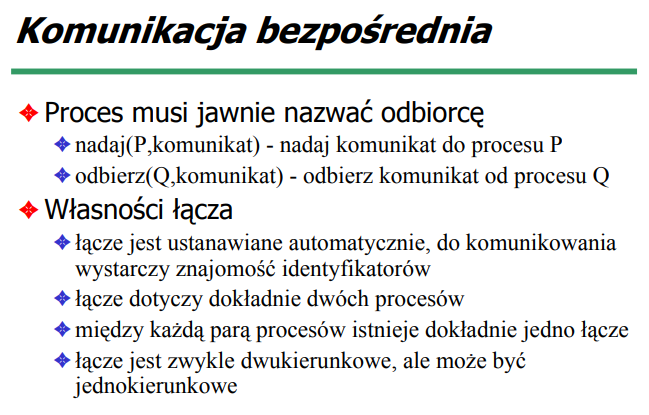 Komunikacja bezpośrednia
Proces musi jawnie nazwać odbiorcę
nadaj(P,komunikat) - nadaj komunikat do procesu P
odbierz(Q,komunikat) - odbierz komunikat od procesu Q
Własności łącza
łącze jest ustanawiane automatycznie, do komunikowania
wystarczy znajomość identyfikatorów
łącze dotyczy dokładnie dwóch procesów
między każdą parą procesów istnieje dokładnie jedno łącze
łącze jest zwykle dwukierunkowe, ale może być
jednokierunkowe